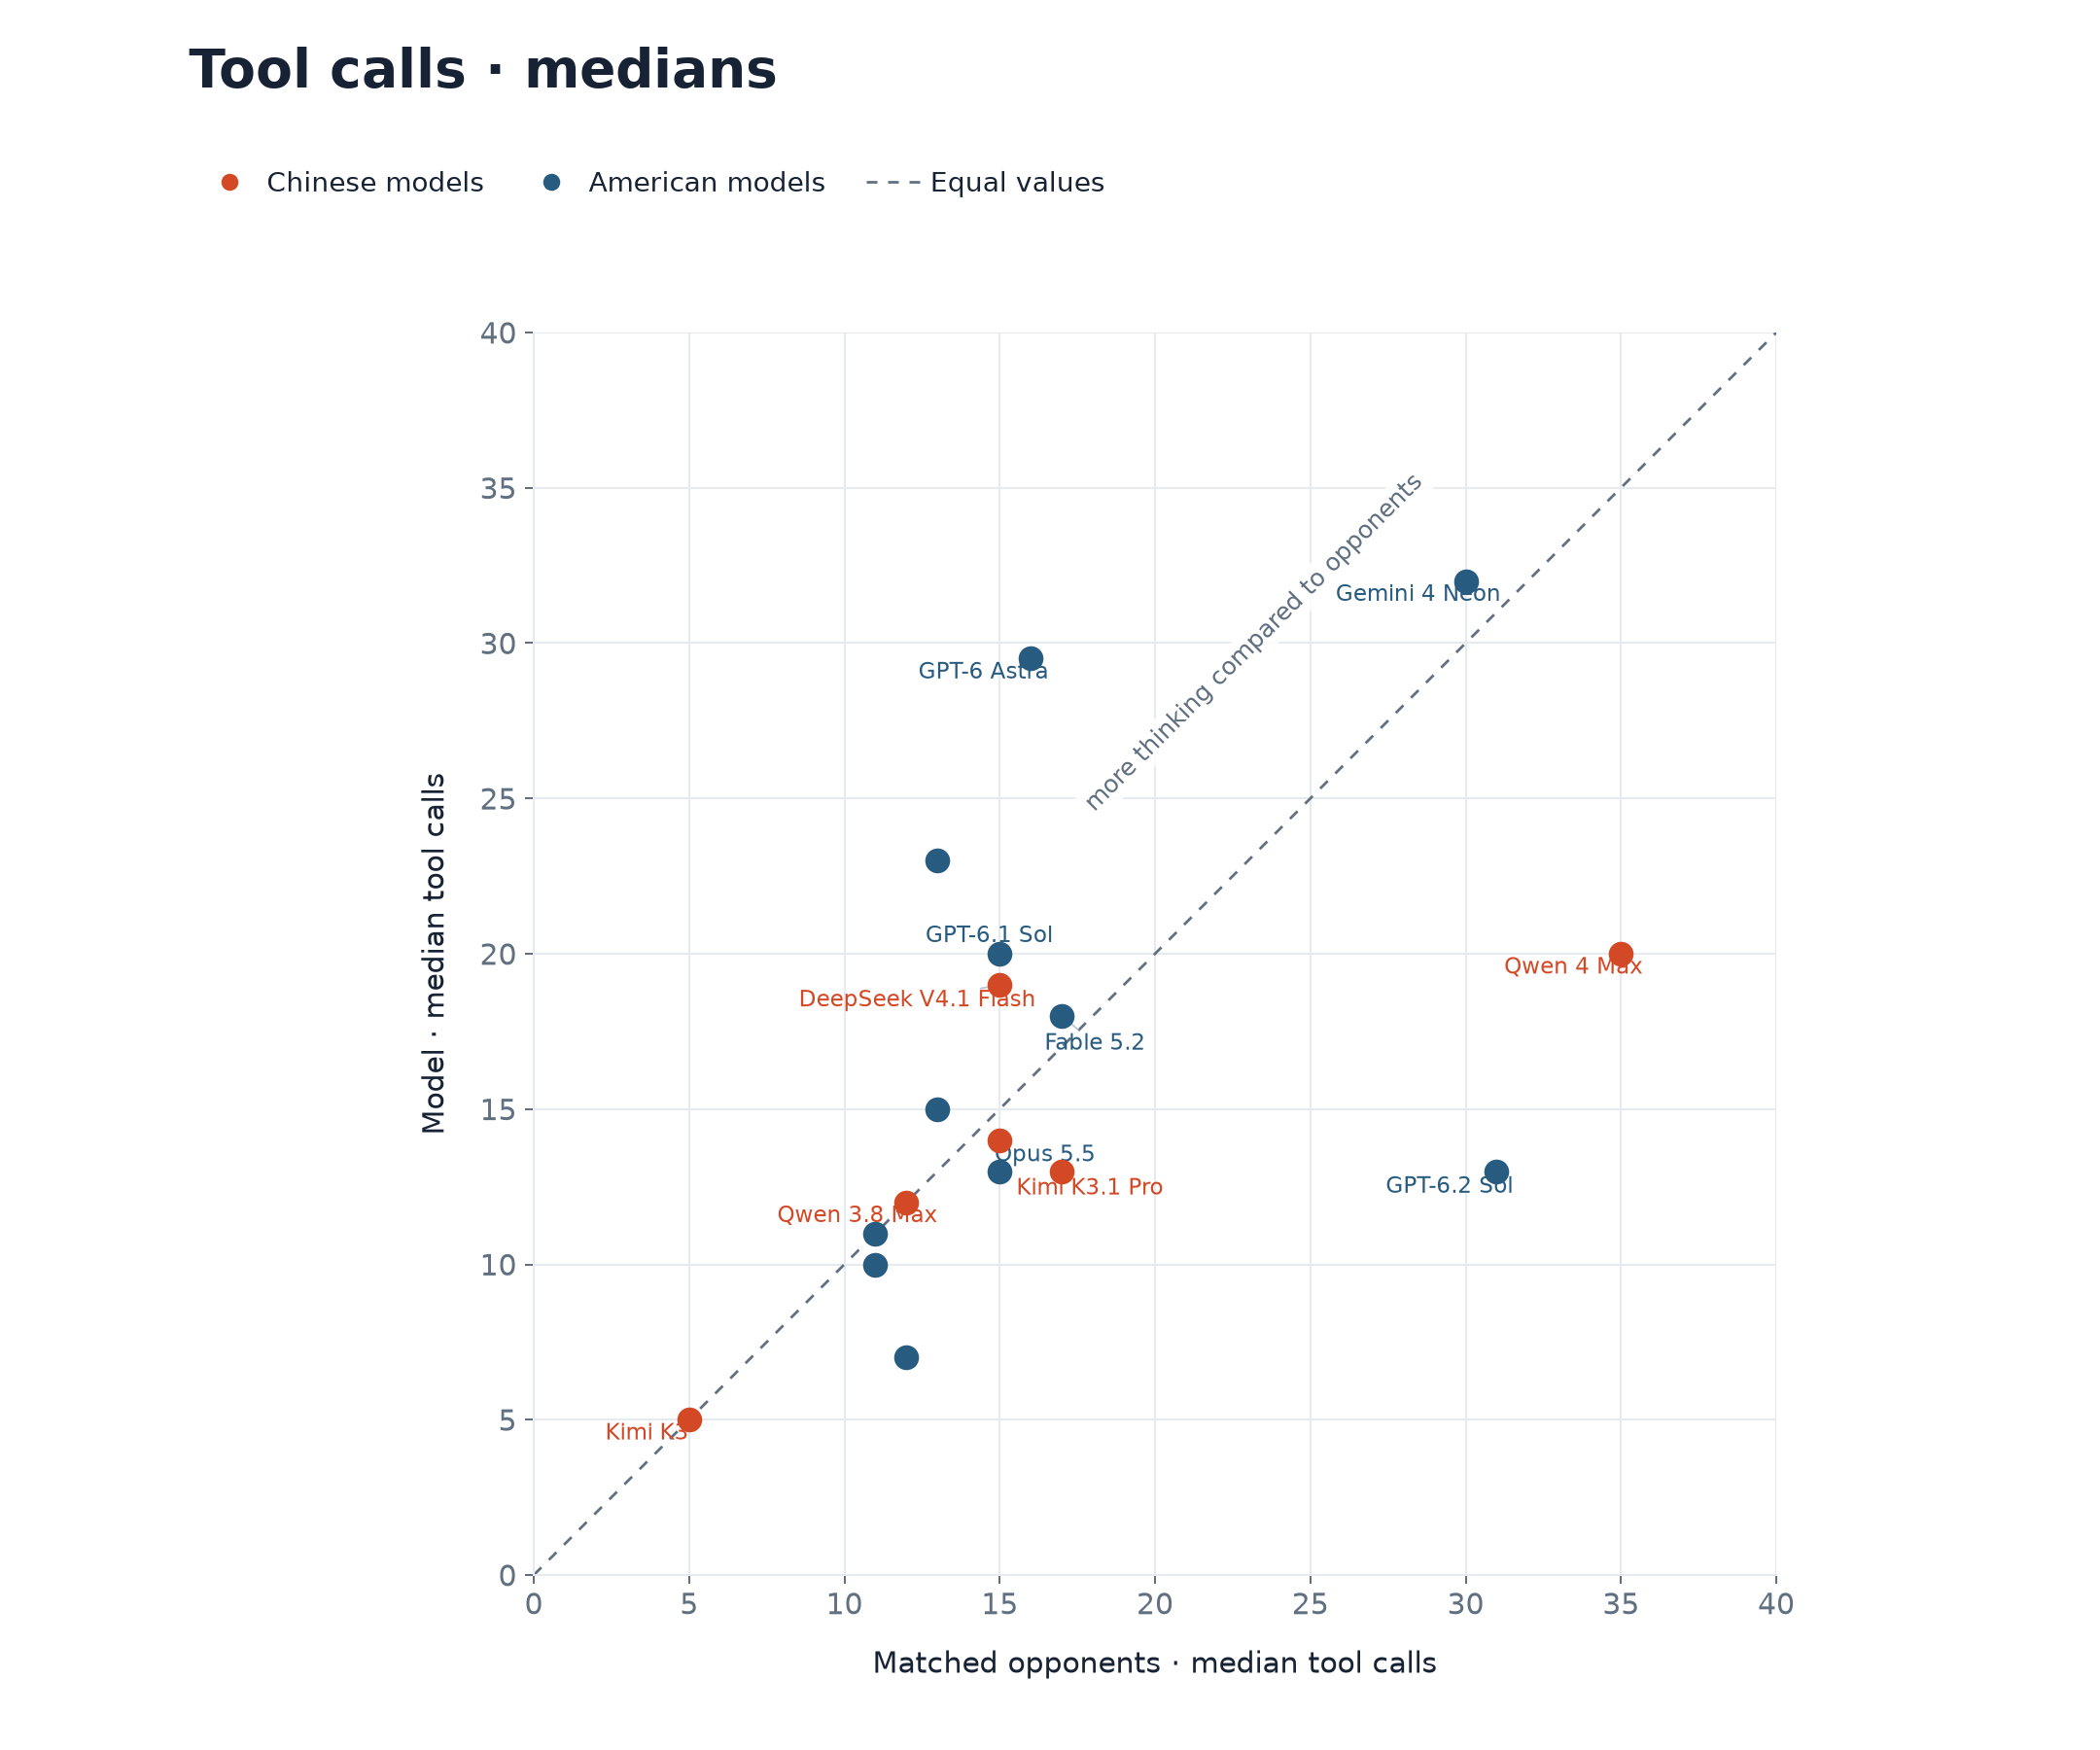 Tool calls · medians
Chinese models
American models
Equal values
40
35
30
25
20
15
10
5
0
Model · median tool calls
more thinking compared to opponents
Gemini 4 Neon
GPT-6 Astra
GPT-6.1 Sol
Qwen 4 Max
DeepSeek V4.1 Flash
Fable 5.2
Opus 5.5
Kimi K3.1 Pro
GPT-6.2 Sol
Qwen 3.8 Max
Kimi K3
0 5 10 15 20 25 30 35 40
Matched opponents · median tool calls